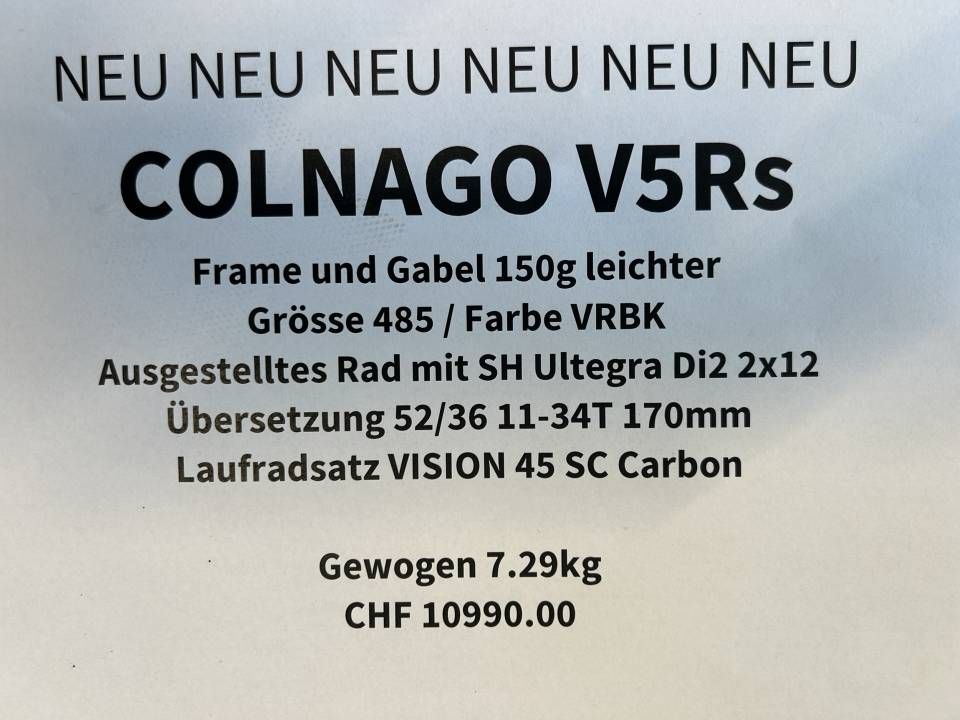 NEU NEU NEU NEU NEU NEU
COLNAGO V5Rs
Frame und Gabel 150g leichter
Grösse 485 / Farbe VRBK
Ausgestelltes Rad mit SH Ultegra Di2 2x12
Übersetzung 52/36 11-34T 170mm
Laufradsatz VISION 45 SC Carbon
Gewogen 7.29kg
CHF 10990.00